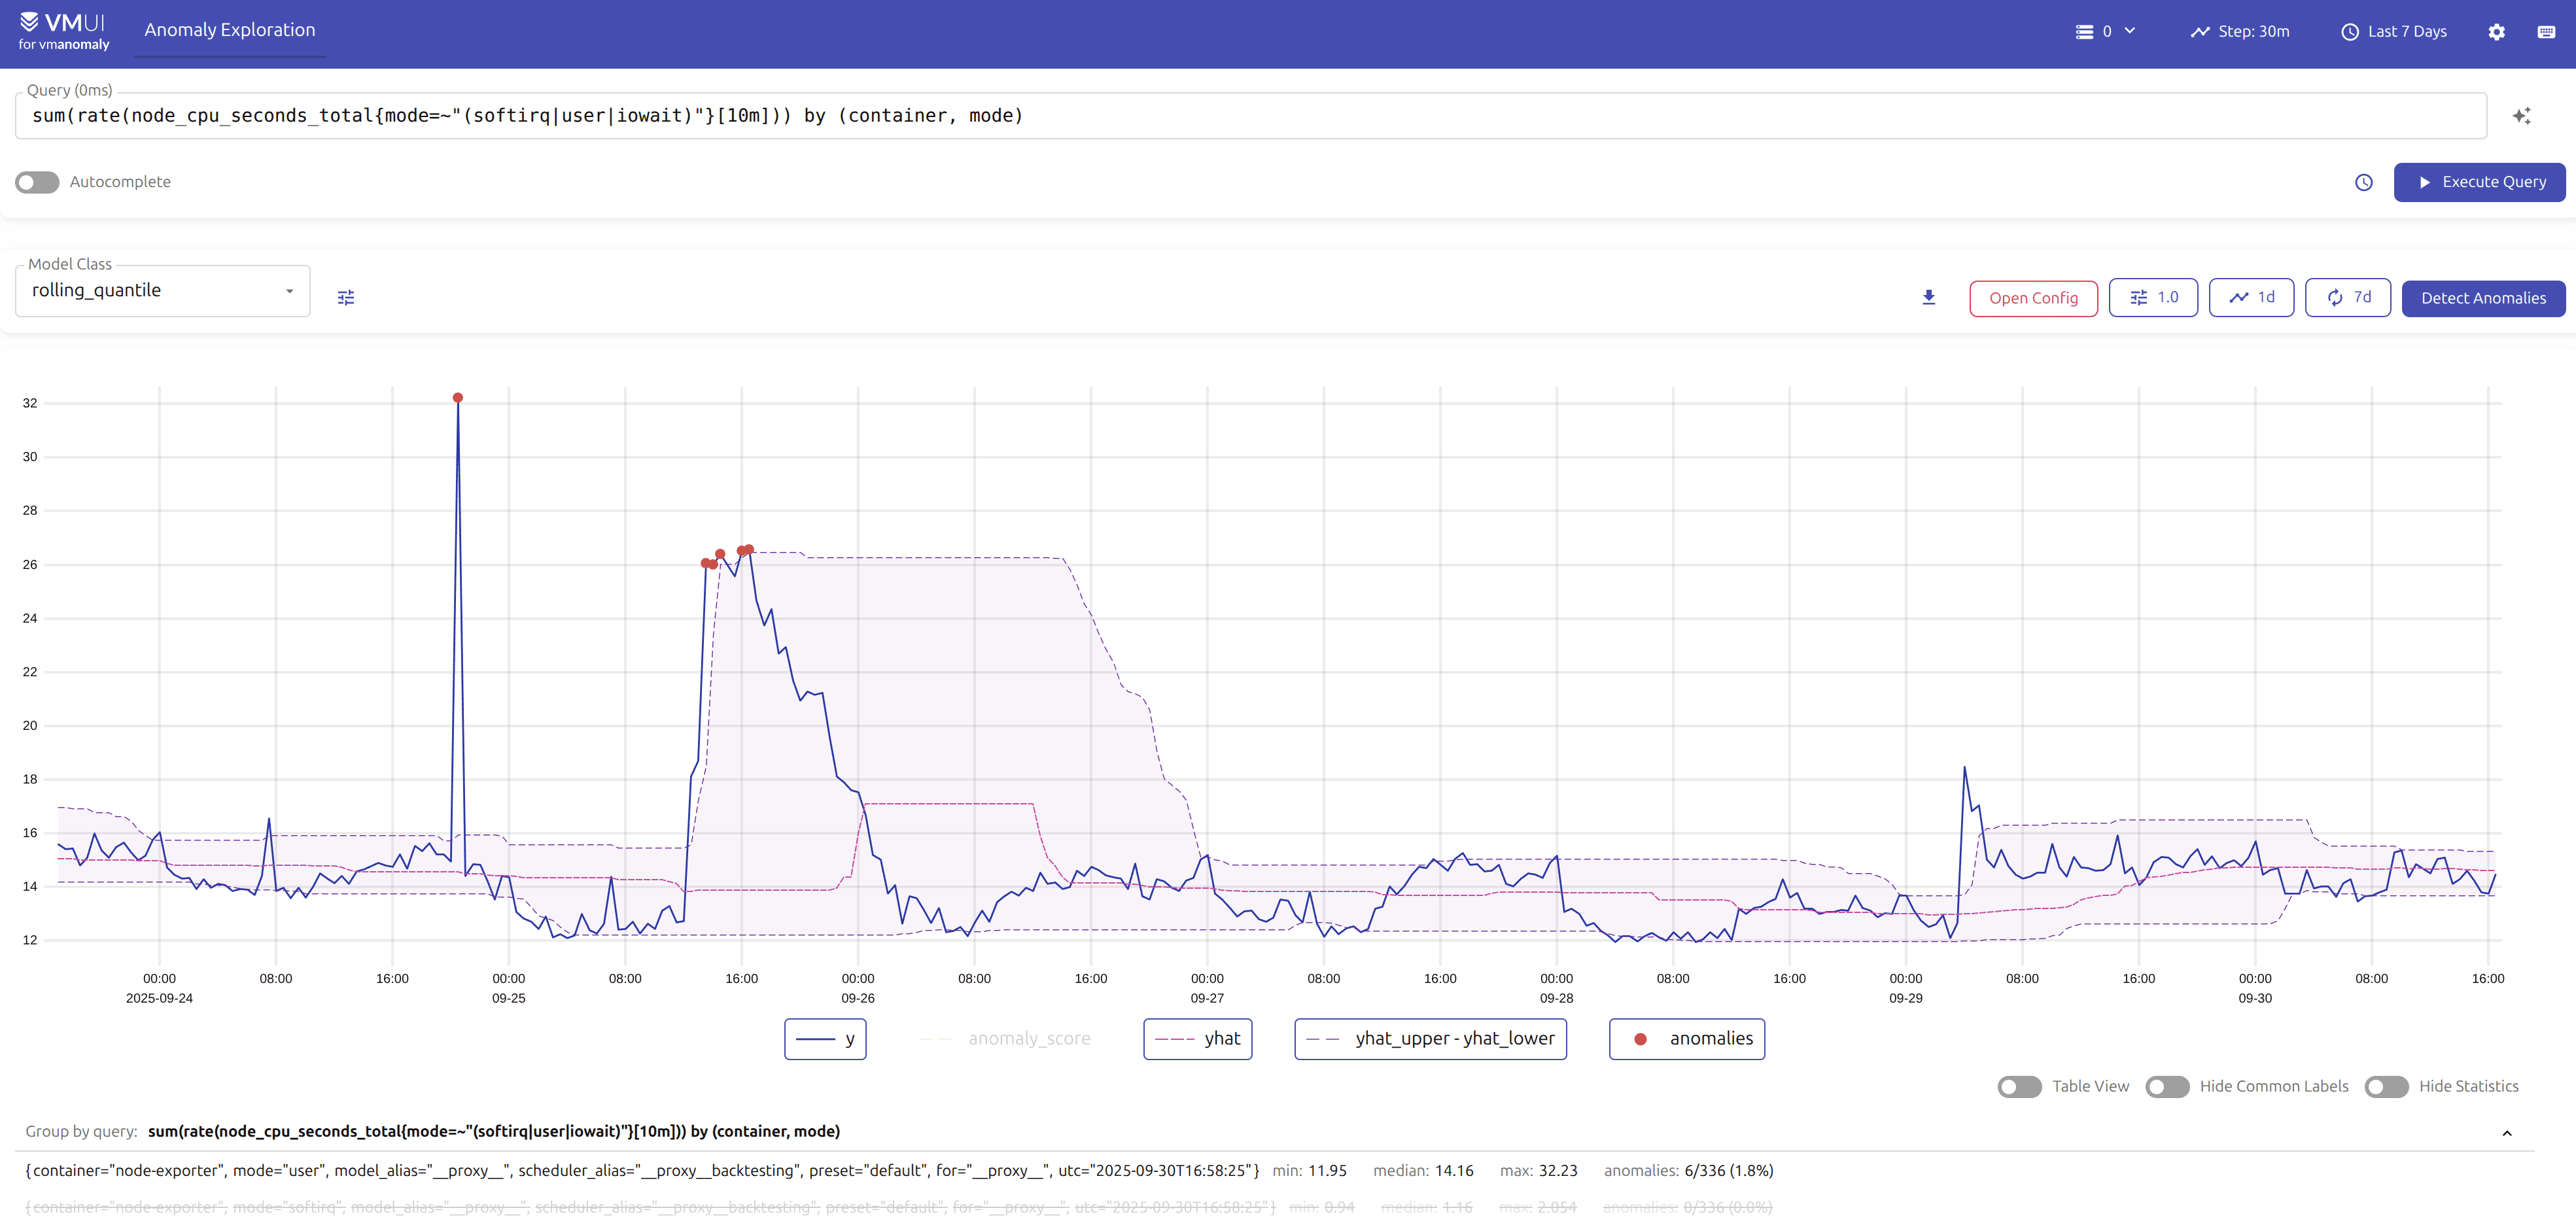 VMUI
for vmanomaly
Anomaly Exploration
0
Step: 30m
Last 7 Days
Query (0ms)
sum(rate(node_cpu_seconds_total{mode=~"(softirq|user|iowait)"}[10m])) by (container, mode)
Autocomplete
Execute Query
Model Class
rolling_quantile
Open Config
1.0
1d
7d
Detect Anomalies
32
30
28
26
24
22
20
18
16
14
12
00:00 08:00 16:00 00:00 08:00 16:00 00:00 08:00 16:00 00:00 08:00 16:00 00:00 08:00 16:00 00:00 08:00 16:00 00:00 08:00 16:00
2025-09-24 09-25 09-26 09-27 09-28 09-29 09-30
y anomaly_score yhat yhat_upper - yhat_lower anomalies
Table View Hide Common Labels Hide Statistics
Group by query: sum(rate(node_cpu_seconds_total{mode=~"(softirq|user|iowait)"}[10m])) by (container, mode)
{container="node-exporter", mode="user", model_alias="__proxy__", scheduler_alias="__proxy__backtesting", preset="default", for="__proxy__", utc="2025-09-30T16:58:25"} min: 11.95 median: 14.16 max: 32.23 anomalies: 6/336 (1.8%)
{container="node-exporter", mode="softirq", model_alias="__proxy__", scheduler_alias="__proxy__backtesting", preset="default", for="__proxy__", utc="2025-09-30T16:58:25"} min: 0.94 median: 1.16 max: 2.054 anomalies: 0/336 (0.0%)